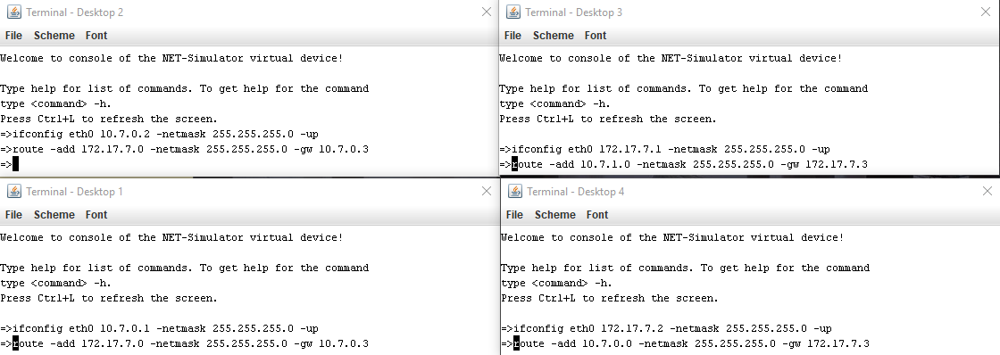 Terminal - Desktop 2
File Scheme Font
Welcome to console of the NET-Simulator virtual device!
Type help for list of commands. To get help for the command
type <command> -h.
Press Ctrl+L to refresh the screen.
=>ifconfig eth0 10.7.0.2 -netmask 255.255.255.0 -up
=>route -add 172.17.7.0 -netmask 255.255.255.0 -gw 10.7.0.3
=>
Terminal - Desktop 3
File Scheme Font
Welcome to console of the NET-Simulator virtual device!
Type help for list of commands. To get help for the command
type <command> -h.
Press Ctrl+L to refresh the screen.
=>ifconfig eth0 172.17.7.1 -netmask 255.255.255.0 -up
=>route -add 10.7.1.0 -netmask 255.255.255.0 -gw 172.17.7.3
Terminal - Desktop 1
File Scheme Font
Welcome to console of the NET-Simulator virtual device!
Type help for list of commands. To get help for the command
type <command> -h.
Press Ctrl+L to refresh the screen.
=>ifconfig eth0 10.7.0.1 -netmask 255.255.255.0 -up
=>route -add 172.17.7.0 -netmask 255.255.255.0 -gw 10.7.0.3
Terminal - Desktop 4
File Scheme Font
Welcome to console of the NET-Simulator virtual device!
Type help for list of commands. To get help for the command
type <command> -h.
Press Ctrl+L to refresh the screen.
=>ifconfig eth0 172.17.7.2 -netmask 255.255.255.0 -up
=>route -add 10.7.0.0 -netmask 255.255.255.0 -gw 172.17.7.3